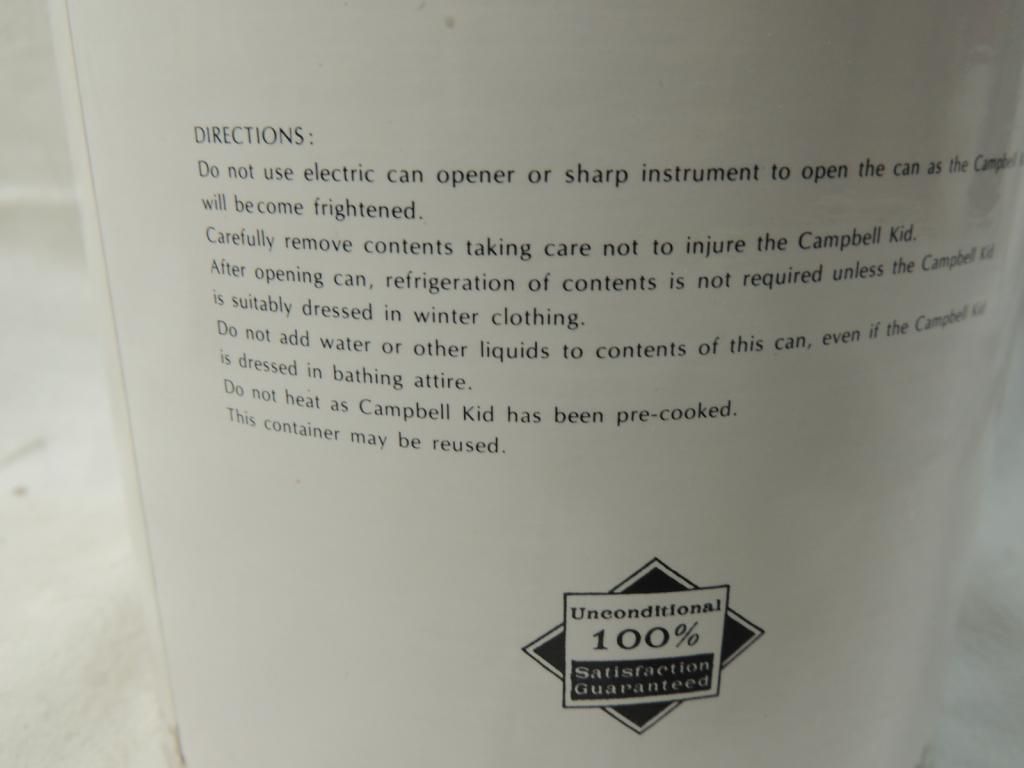 DIRECTIONS:
Do not use electric can opener or sharp instrument to open the can as the Campbell
will become frightened.
Carefully remove contents taking care not to injure the Campbell Kid.
After opening can, refrigeration of contents is not required unless the Campbell Kid
is suitably dressed in winter clothing.
Do not add water or other liquids to contents of this can, even if the Campbell Kid
is dressed in bathing attire.
Do not heat as Campbell Kid has been pre-cooked.
This container may be reused.
Unconditional
100%
Satisfaction
Guaranteed